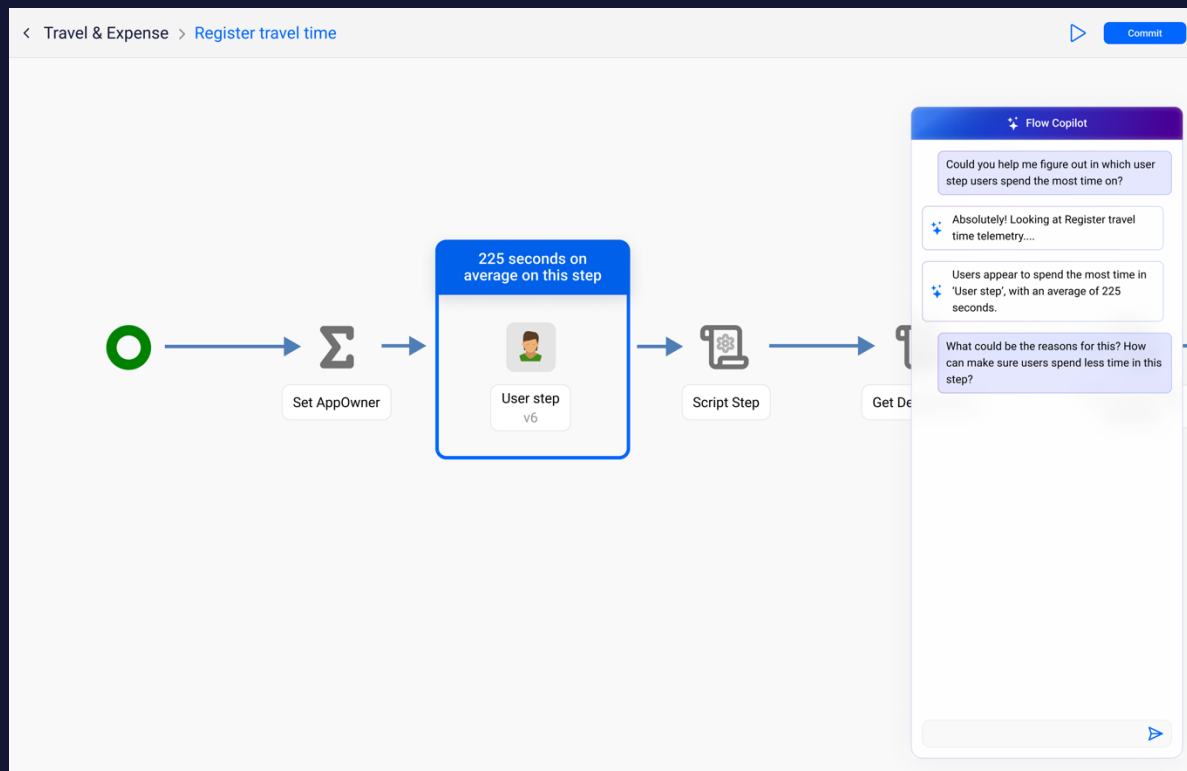 Travel & Expense > Register travel time
Commit
Flow Copilot
Could you help me figure out in which user
step users spend the most time on?
Absolutely! Looking at Register travel
time telemetry....
Users appear to spend the most time in
'User step', with an average of 225
seconds.
What could be the reasons for this? How
can make sure users spend less time in this
step?
225 seconds on
average on this step
Set AppOwner
User step
v6
Script Step
Get De